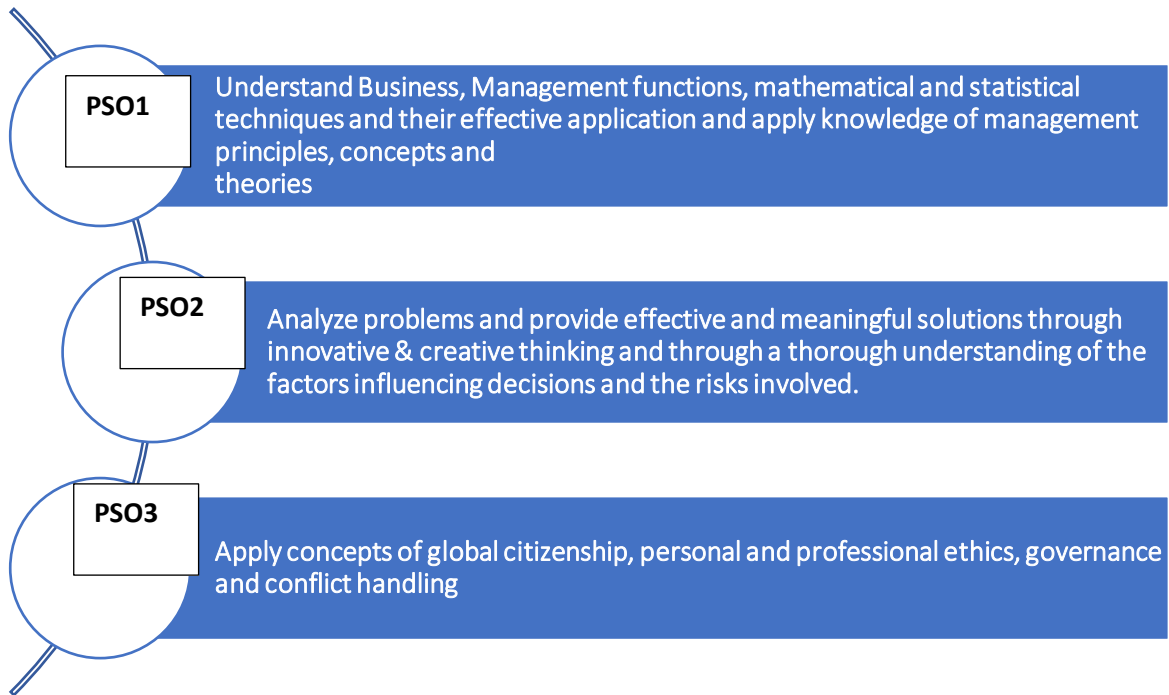 PSO1
Understand Business, Management functions, mathematical and statistical
techniques and their effective application and apply knowledge of management
principles, concepts and
theories
PSO2
Analyze problems and provide effective and meaningful solutions through
innovative & creative thinking and through a thorough understanding of the
factors influencing decisions and the risks involved.
PSO3
Apply concepts of global citizenship, personal and professional ethics, governance
and conflict handling